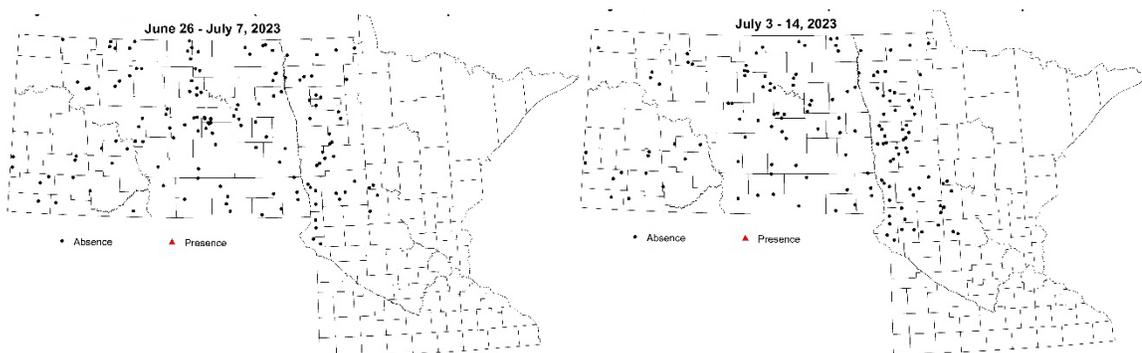 June 26 - July 7, 2023
Absence
Presence
July 3 - 14, 2023
Absence
Presence